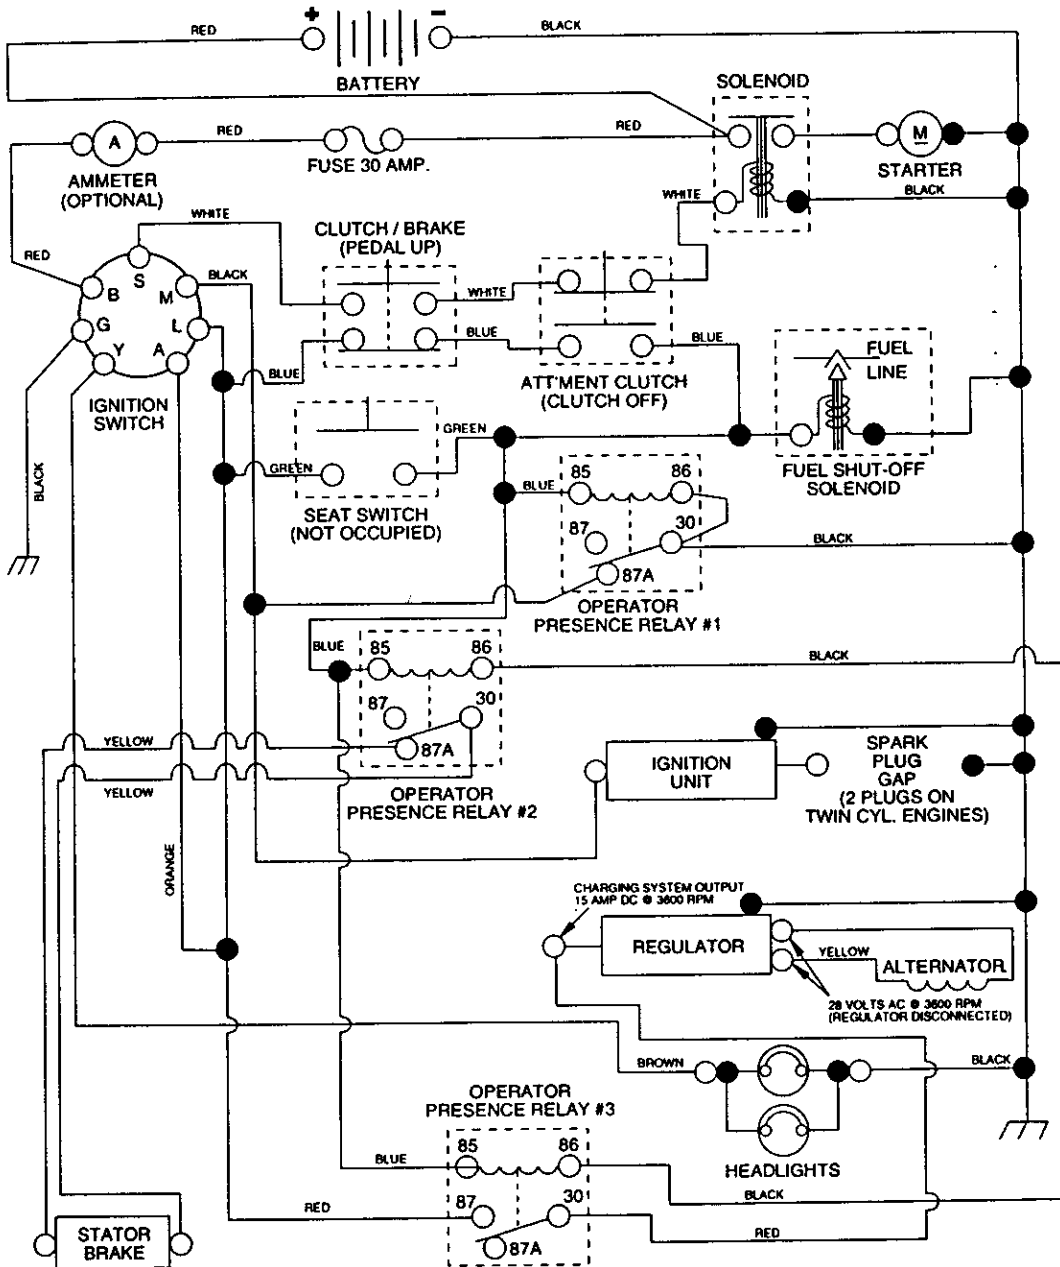 +
-
RED
BLACK
BATTERY
SOLENOID
RED
RED
A
M
AMMETER
(OPTIONAL)
FUSE 30 AMP.
STARTER
BLACK
WHITE
WHITE
CLUTCH / BRAKE
(PEDAL UP)
RED
BLACK
S
B
M
G
L
Y
A
WHITE
BLUE
BLUE
BLUE
FUEL
LINE
IGNITION
SWITCH
ATT'MENT CLUTCH
(CLUTCH OFF)
GREEN
GREEN
BLACK
SEAT SWITCH
(NOT OCCUPIED)
FUEL SHUT-OFF
SOLENOID
BLUE
85
86
87
30
87A
BLACK
OPERATOR
PRESENCE RELAY #1
BLUE
85
86
BLACK
87
30
87A
YELLOW
YELLOW
OPERATOR
PRESENCE RELAY #2
IGNITION
UNIT
SPARK
PLUG
GAP
(2 PLUGS ON
TWIN CYL. ENGINES)
ORANGE
CHARGING SYSTEM OUTPUT
15 AMP DC @ 3600 RPM
REGULATOR
YELLOW
ALTERNATOR
28 VOLTS AC @ 3600 RPM
(REGULATOR DISCONNECTED)
BROWN
BLACK
OPERATOR
PRESENCE RELAY #3
HEADLIGHTS
BLUE
85
86
BLACK
87
30
87A
RED
RED
STATOR
BRAKE